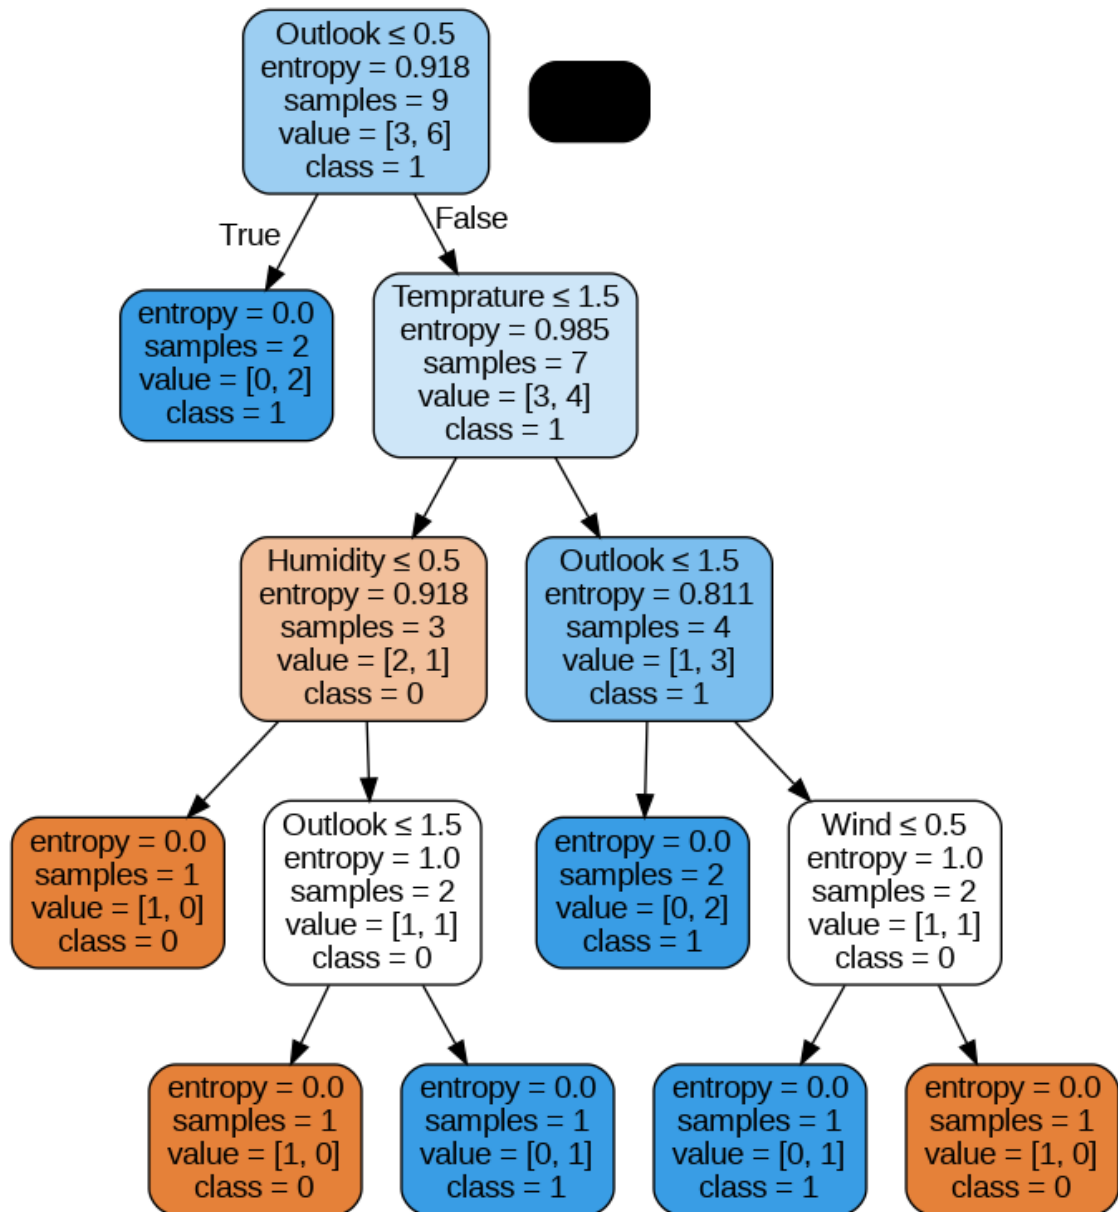 Outlook ≤ 0.5
entropy = 0.918
samples = 9
value = [3, 6]
class = 1
True
False
entropy = 0.0
samples = 2
value = [0, 2]
class = 1
Temprature ≤ 1.5
entropy = 0.985
samples = 7
value = [3, 4]
class = 1
Humidity ≤ 0.5
entropy = 0.918
samples = 3
value = [2, 1]
class = 0
Outlook ≤ 1.5
entropy = 0.811
samples = 4
value = [1, 3]
class = 1
entropy = 0.0
samples = 1
value = [1, 0]
class = 0
Outlook ≤ 1.5
entropy = 1.0
samples = 2
value = [1, 1]
class = 0
entropy = 0.0
samples = 2
value = [0, 2]
class = 1
Wind ≤ 0.5
entropy = 1.0
samples = 2
value = [1, 1]
class = 0
entropy = 0.0
samples = 1
value = [1, 0]
class = 0
entropy = 0.0
samples = 1
value = [0, 1]
class = 1
entropy = 0.0
samples = 1
value = [0, 1]
class = 1
entropy = 0.0
samples = 1
value = [1, 0]
class = 0